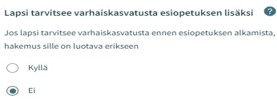 Lapsi tarvitsee varhaiskasvatusta esiopetuksen lisäksi ?
Jos lapsi tarvitsee varhaiskasvatusta ennen esiopetuksen alkamista,
hakemus sille on luotava erikseen
Kyllä
Ei